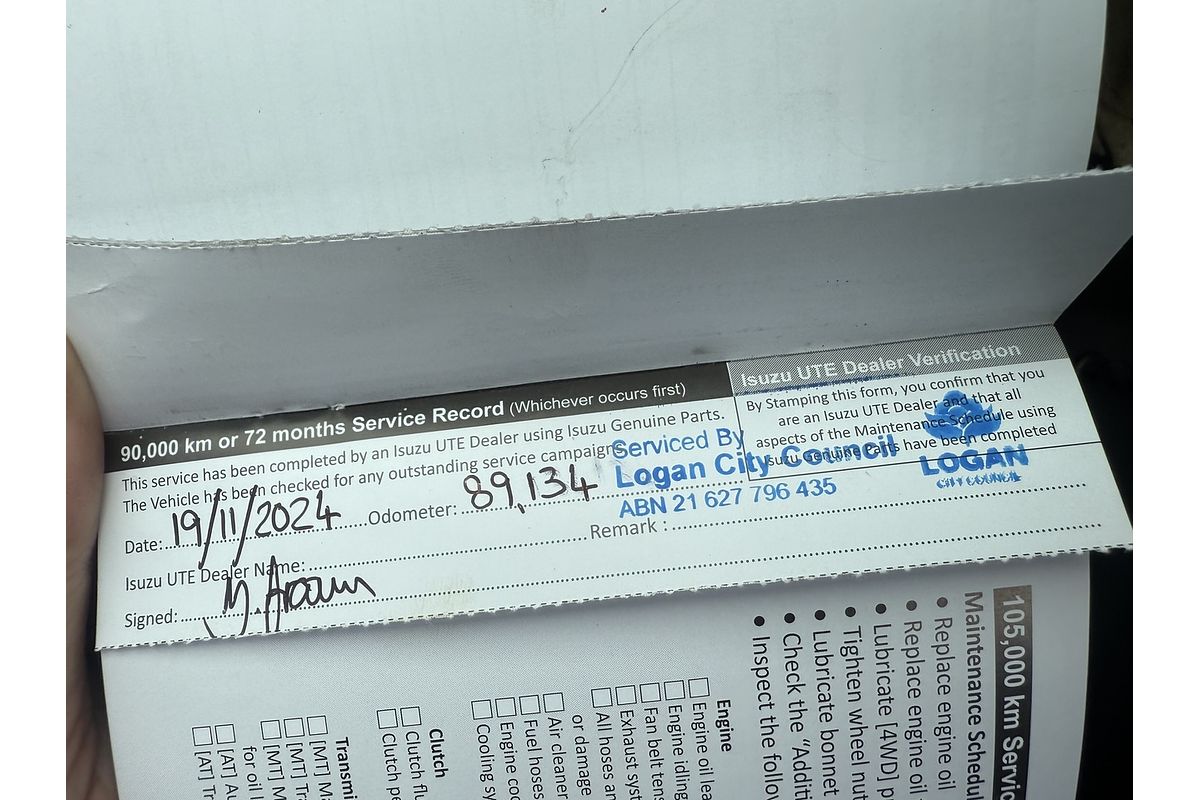 90,000 km or 72 months Service Record (Whichever occurs first)
This service has been completed by an Isuzu UTE Dealer using Isuzu Genuine Parts.
The Vehicle has been checked for any outstanding service campaigns.
Date: 19/11/2024 Odometer: 89,134
Isuzu UTE Dealer Name: Remark :
Signed:
Isuzu UTE Dealer Verification
By Stamping this form, you confirm that you
are an Isuzu UTE Dealer and that all
aspects of the Maintenance Schedule using
Isuzu Genuine Parts have been completed
Serviced By
Logan City Council
ABN 21 627 796 435
LOGAN
CITY COUNCIL
105,000 km Servic
Maintenance Schedul
• Replace engine oil
• Replace engine oil
• Lubricate [4WD] p
• Tighten wheel nut
• Lubricate bonnet
• Check the "Additi
• Inspect the follow
Engine
Engine oil lea
Engine idling
Fan belt tens
Exhaust syst
All hoses an
or damage
Air cleaner
Fuel hoses
Engine co
Cooling sy
Clutch
Clutch flu
Clutch pe
Transmi
[MT] Ma
[MT] Tr
[MT] Ma
for oil l
[AT] Au
[AT] Tr